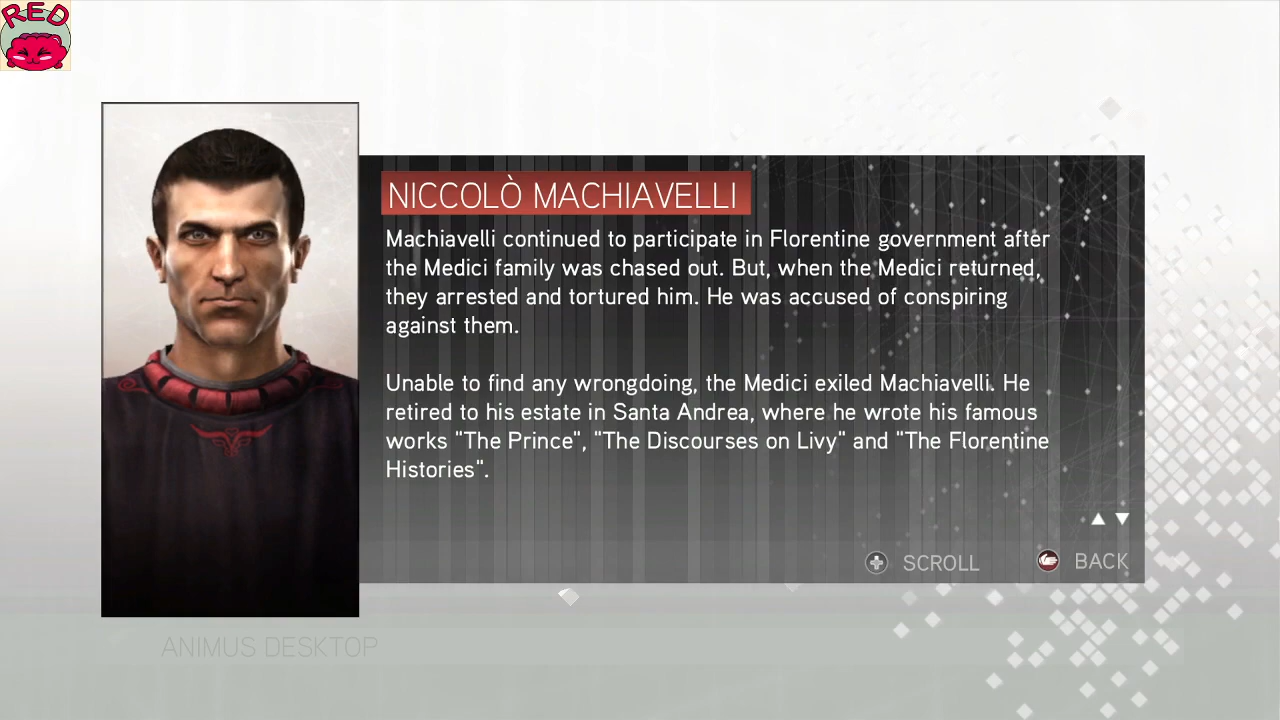 RED
NICCOLÒ MACHIAVELLI
Machiavelli continued to participate in Florentine government after
the Medici family was chased out. But, when the Medici returned,
they arrested and tortured him. He was accused of conspiring
against them.
Unable to find any wrongdoing, the Medici exiled Machiavelli. He
retired to his estate in Santa Andrea, where he wrote his famous
works "The Prince", "The Discourses on Livy" and "The Florentine
Histories".
SCROLL
BACK
ANIMUS DESKTOP